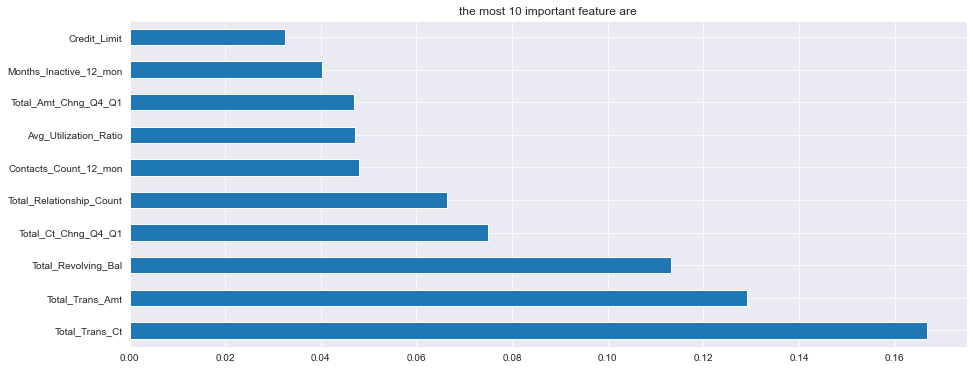 the most 10 important feature are
Credit_Limit
Months_Inactive_12_mon
Total_Amt_Chng_Q4_Q1
Avg_Utilization_Ratio
Contacts_Count_12_mon
Total_Relationship_Count
Total_Ct_Chng_Q4_Q1
Total_Revolving_Bal
Total_Trans_Amt
Total_Trans_Ct
0.00 0.02 0.04 0.06 0.08 0.10 0.12 0.14 0.16